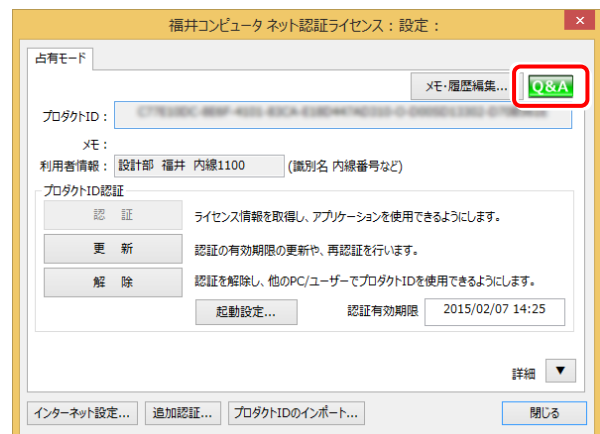 福井コンピュータ ネット認証ライセンス：設定：
占有モード
メモ・履歴編集... Q&A
プロダクトID：
メモ：
利用者情報： 設計部 福井 内線1100 (識別名 内線番号など)
プロダクトID認証
認　証 ライセンス情報を取得し、アプリケーションを使用できるようにします。
更　新 認証の有効期限の更新や、再認証を行います。
解　除 認証を解除し、他のPC/ユーザーでプロダクトIDを使用できるようにします。
起動設定... 認証有効期限 2015/02/07 14:25
詳細 ▼
インターネット設定... 追加認証... プロダクトIDのインポート... 閉じる